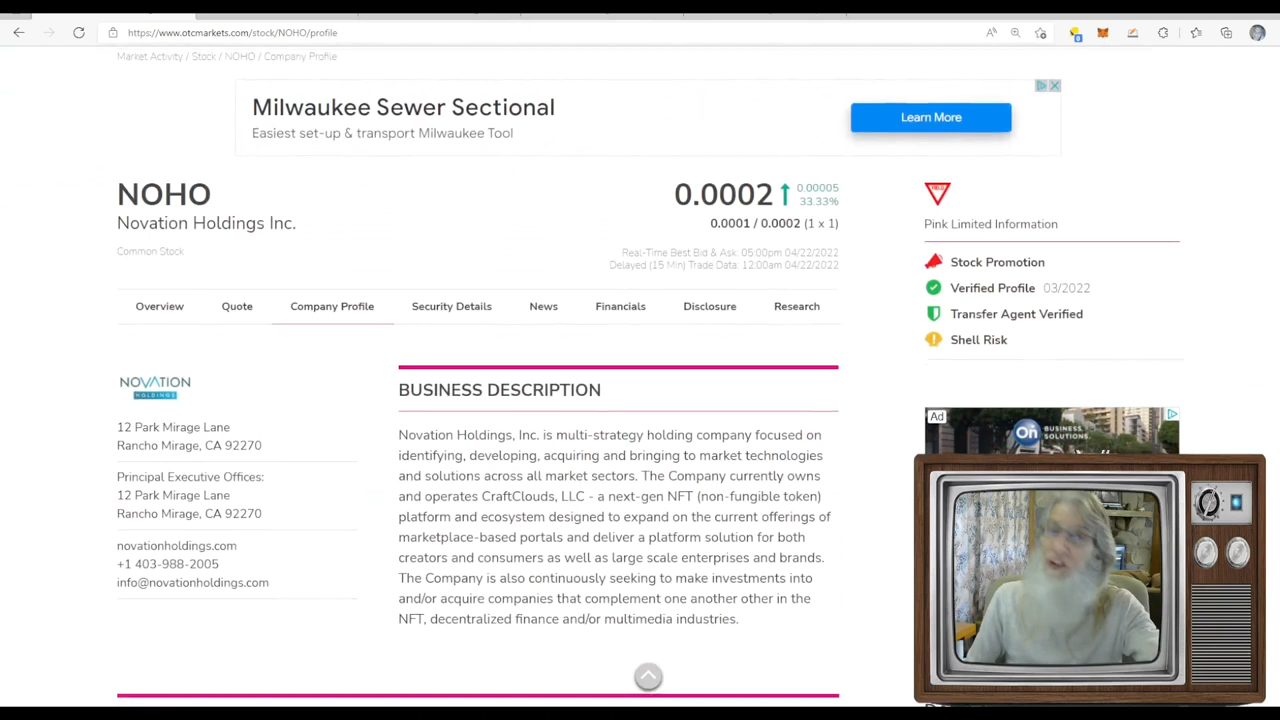 https://www.otcmarkets.com/stock/NOHO/profile
Market Activity / Stock / NOHO / Company Profile
Milwaukee Sewer Sectional
Easiest set-up & transport Milwaukee Tool
Learn More
NOHO
Novation Holdings Inc.
Common Stock
0.0002
0.00005
33.33%
0.0001 / 0.0002 (1 x 1)
Real-Time Best Bid & Ask: 05:00pm 04/22/2022
Delayed (15 Min) Trade Data: 12:00am 04/22/2022
YIELD
Pink Limited Information
Stock Promotion
Verified Profile 03/2022
Transfer Agent Verified
Shell Risk
Overview
Quote
Company Profile
Security Details
News
Financials
Disclosure
Research
NOVATION
HOLDINGS
12 Park Mirage Lane
Rancho Mirage, CA 92270
Principal Executive Offices:
12 Park Mirage Lane
Rancho Mirage, CA 92270
novationholdings.com
+1 403-988-2005
info@novationholdings.com
BUSINESS DESCRIPTION
Novation Holdings, Inc. is multi-strategy holding company focused on
identifying, developing, acquiring and bringing to market technologies
and solutions across all market sectors. The Company currently owns
and operates CraftClouds, LLC - a next-gen NFT (non-fungible token)
platform and ecosystem designed to expand on the current offerings of
marketplace-based portals and deliver a platform solution for both
creators and consumers as well as large scale enterprises and brands.
The Company is also continuously seeking to make investments into
and/or acquire companies that complement one another other in the
NFT, decentralized finance and/or multimedia industries.
Ad
On
BUSINESS
SOLUTIONS